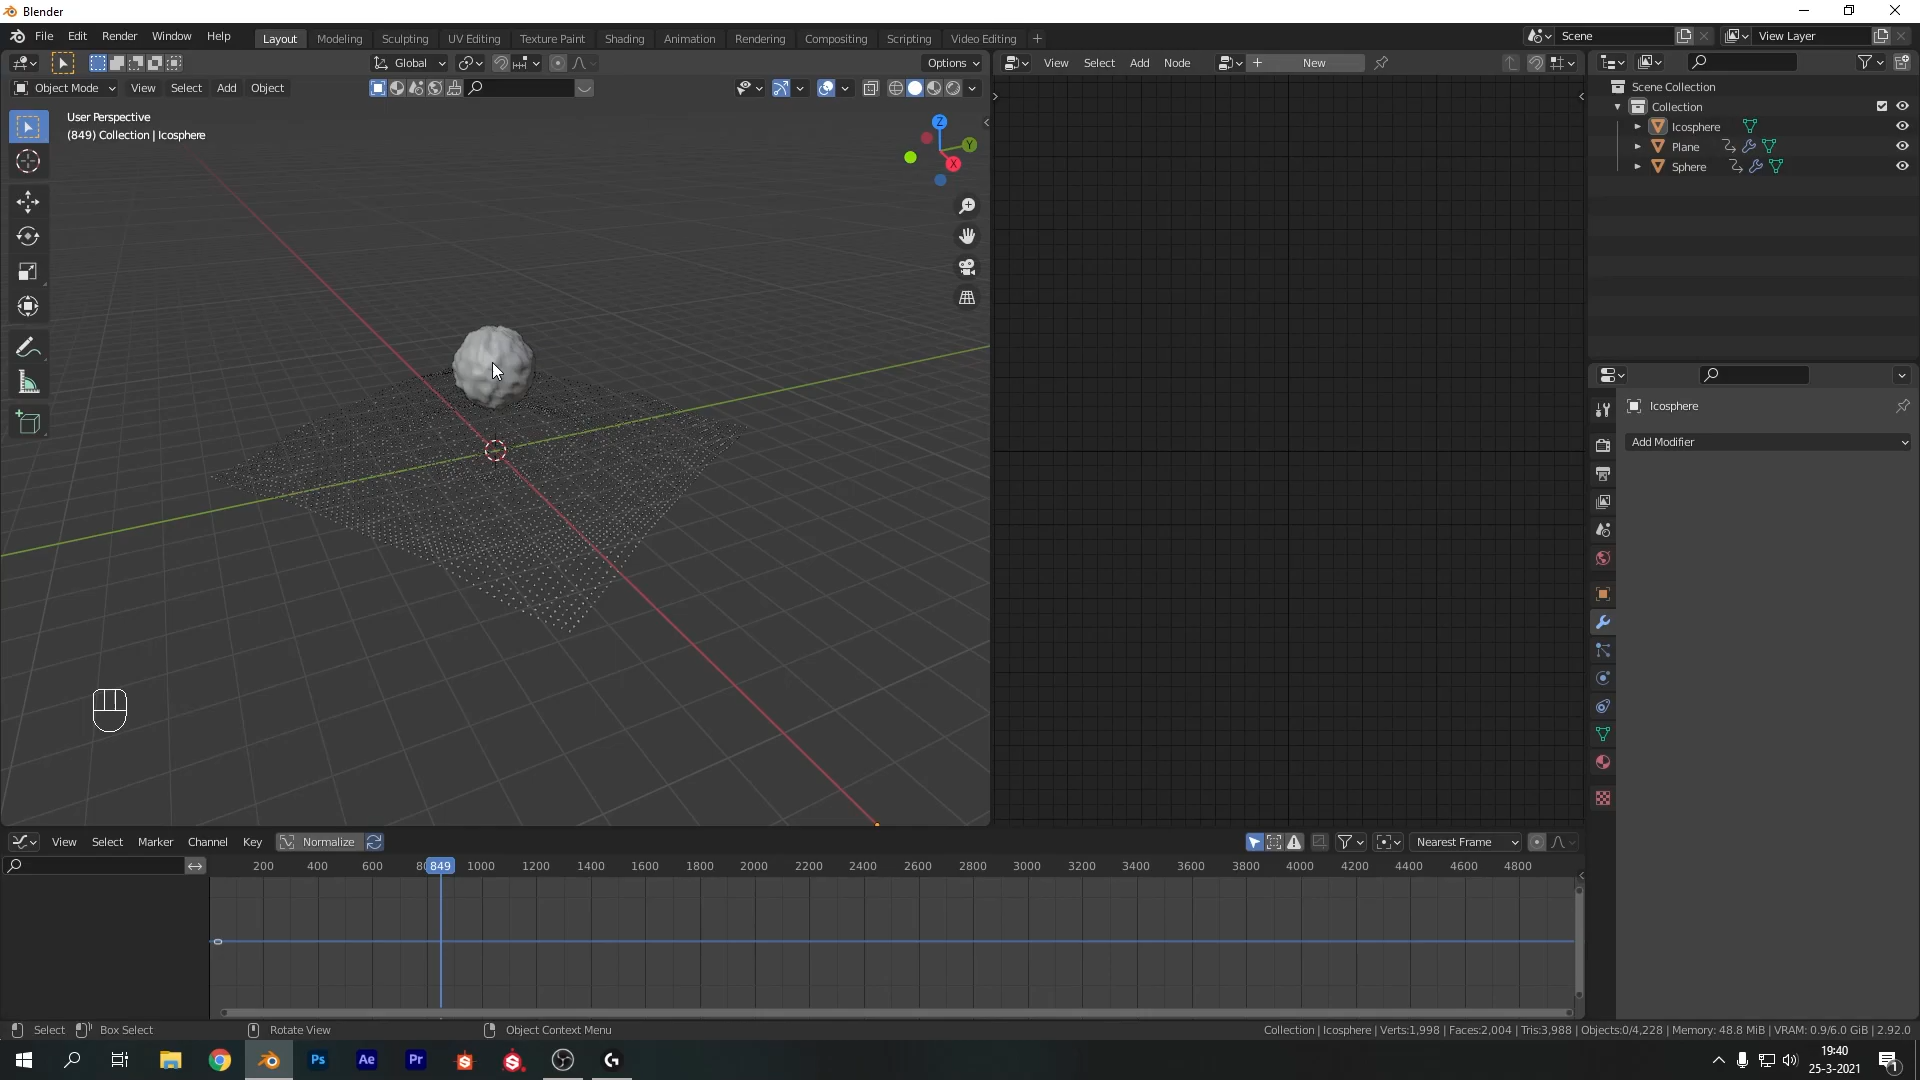 Blender
File Edit Render Window Help
Layout Modeling Sculpting UV Editing Texture Paint Shading Animation Rendering Compositing Scripting Video Editing
Scene
View Layer
Global
Options
View Select Add Node
New
Object Mode View Select Add Object
User Perspective
(849) Collection | Icosphere
Z
Y
X
Scene Collection
Collection
Icosphere
Plane
Sphere
Icosphere
Add Modifier
View Select Marker Channel Key Normalize
Nearest Frame
200 400 600 849 1000 1200 1400 1600 1800 2000 2200 2400 2600 2800 3000 3200 3400 3600 3800 4000 4200 4400 4600 4800
Select Box Select Rotate View Object Context Menu
Collection | Icosphere | Verts:1,998 | Faces:2,004 | Tris:3,988 | Objects:0/4,228 | Memory: 48.8 MiB | VRAM: 0.9/6.0 GiB | 2.92.0
Ps Ae Pr
19:40
25-3-2021
1